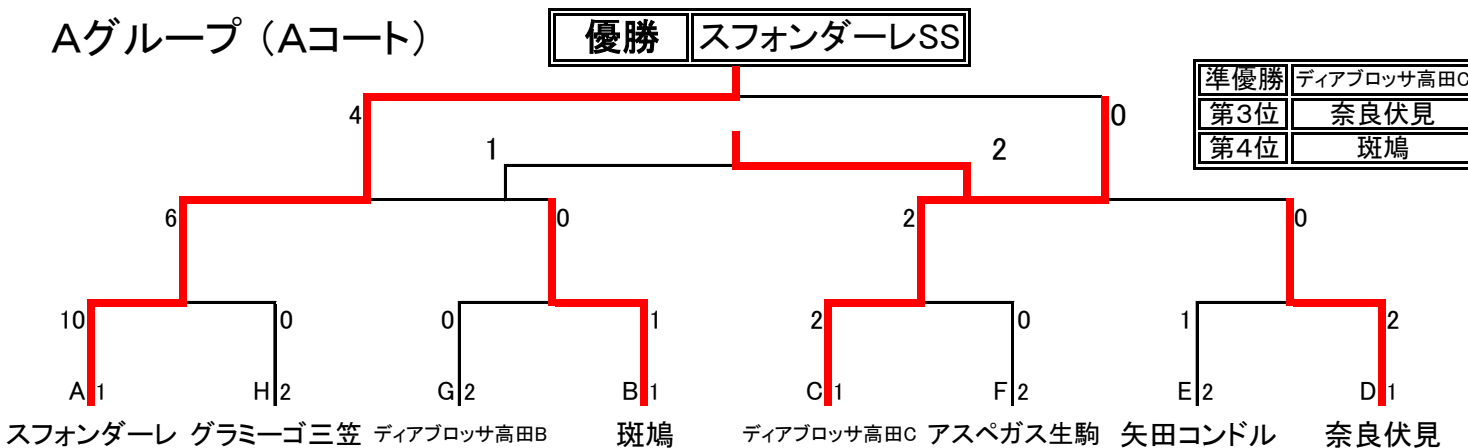 Aグループ（Aコート）
優勝 スフォンダーレSS
準優勝 ディアブロッサ高田C
第3位 奈良伏見
第4位 斑鳩
4 0
1 2
6 0 2 0
10 0 0 1 2 0 1 2
A 1 H 2 G 2 B 1 C 1 F 2 E 2 D 1
スフォンダーレ グラミーゴ三笠 ディアブロッサ高田B 斑鳩 ディアブロッサ高田C アスペガス生駒 矢田コンドル 奈良伏見